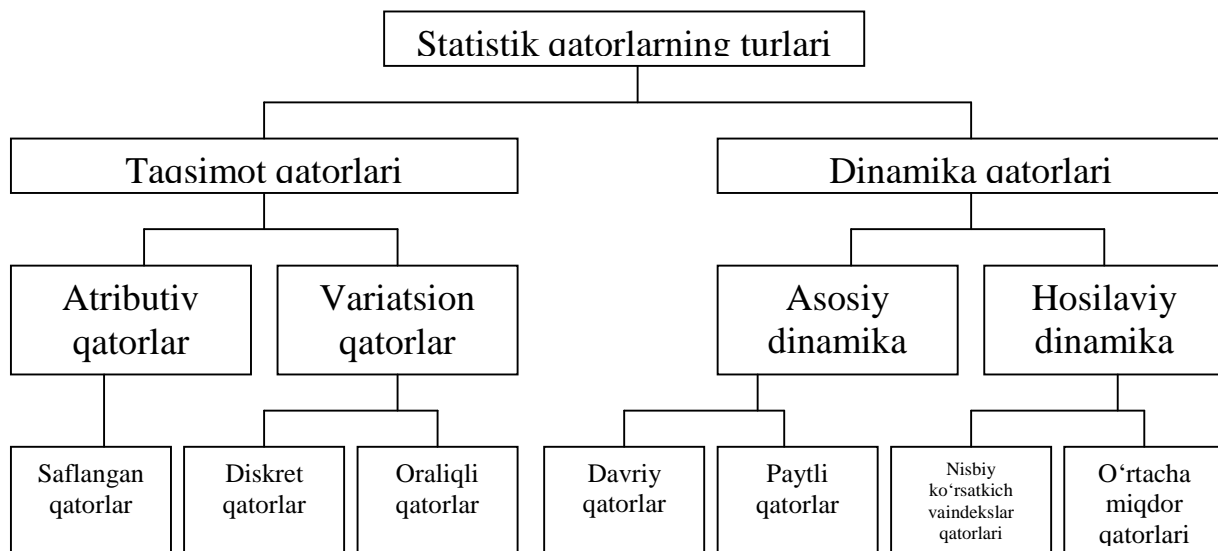 Statistik qatorlarning turlari
Taqsimot qatorlari
Dinamika qatorlari
Atributiv
qatorlar
Variatsion
qatorlar
Asosiy
dinamika
Hosilaviy
dinamika
Saflangan
qatorlar
Diskret
qatorlar
Oraliqli
qatorlar
Davriy
qatorlar
Paytli
qatorlar
Nisbiy
ko‘rsatkich
vaindekslar
qatorlari
O‘rtacha
miqdor
qatorlari